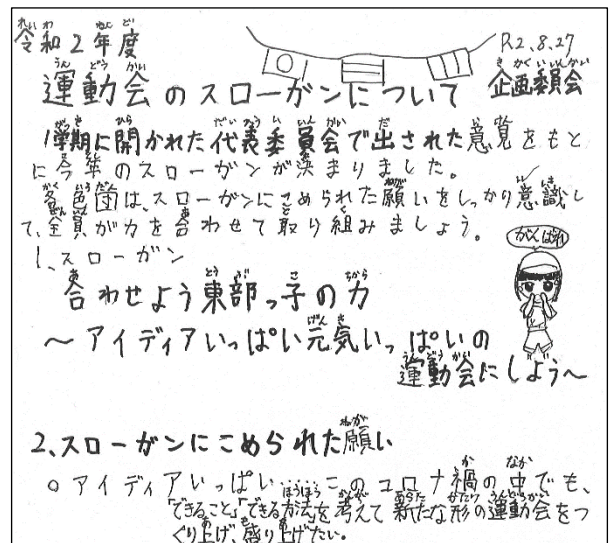 令和2年度
R2.8.27
運動会のスローガンについて
企画委員会
1学期に開かれた代表委員会で出された意見をもと
に今年のスローガンが決まりました。
各色団は、スローガンにこめられた願いをしっかり意識し
て、全員が力を合わせて取り組みましょう。
がんばれ
1、スローガン
合わせよう東部っ子の力
～アイディアいっぱい元気いっぱいの
運動会にしよう～
2、スローガンにこめられた願い
○アイディアいっぱい……このコロナ禍の中でも、
「できること」「できる方法」を考えて新たな形の運動会をつ
くり上げ、盛り上げたい。